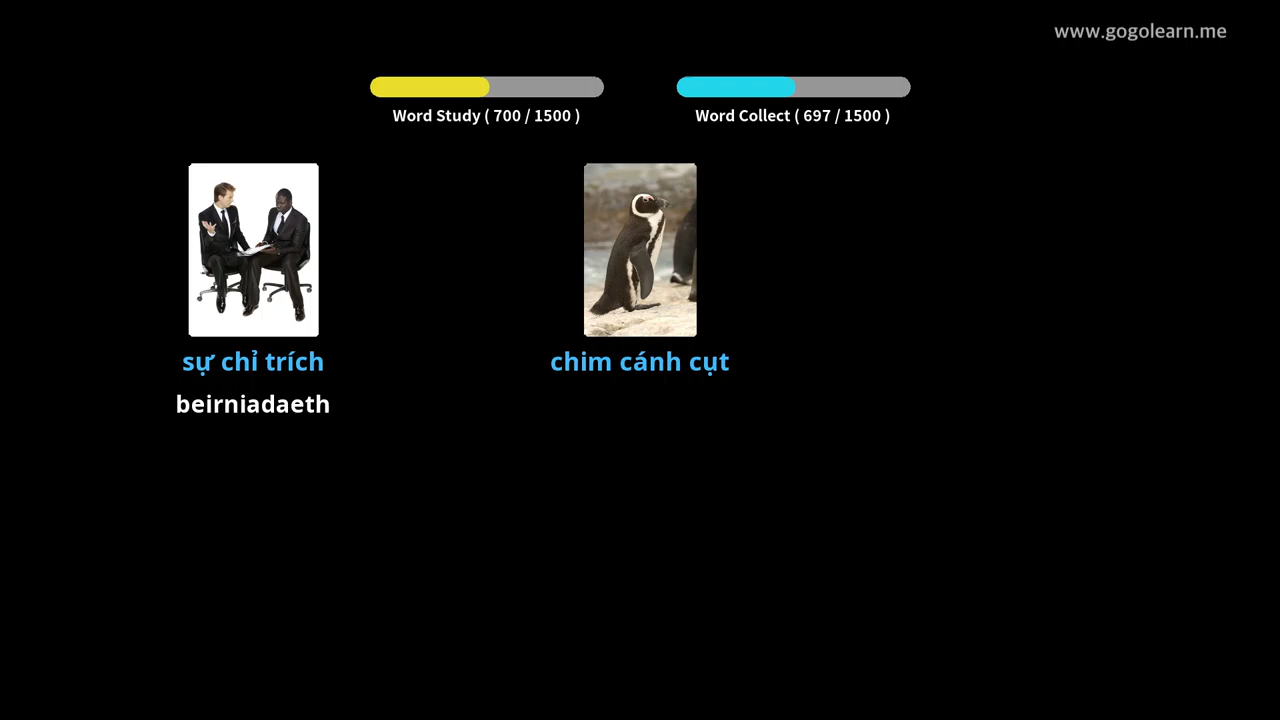 www.gogolearn.me
Word Study ( 700 / 1500 )
Word Collect ( 697 / 1500 )
sự chỉ trích
chim cánh cụt
beirniadaeth